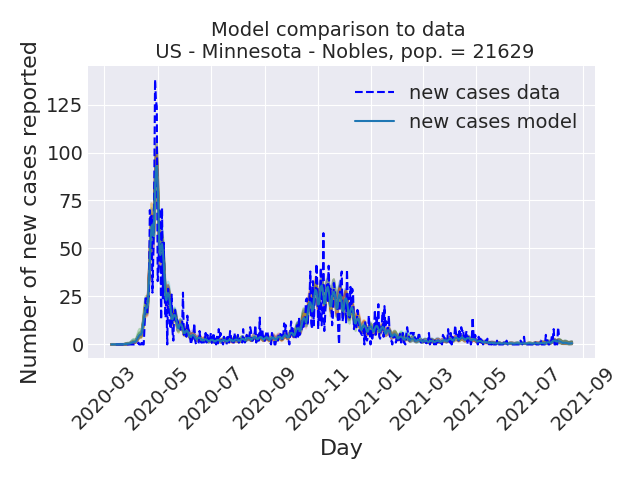 Model comparison to data
US - Minnesota - Nobles, pop. = 21629
Number of new cases reported
125
100
75
50
25
0
new cases data
new cases model
2020-03
2020-05
2020-07
2020-09
2020-11
2021-01
2021-03
2021-05
2021-07
2021-09
Day